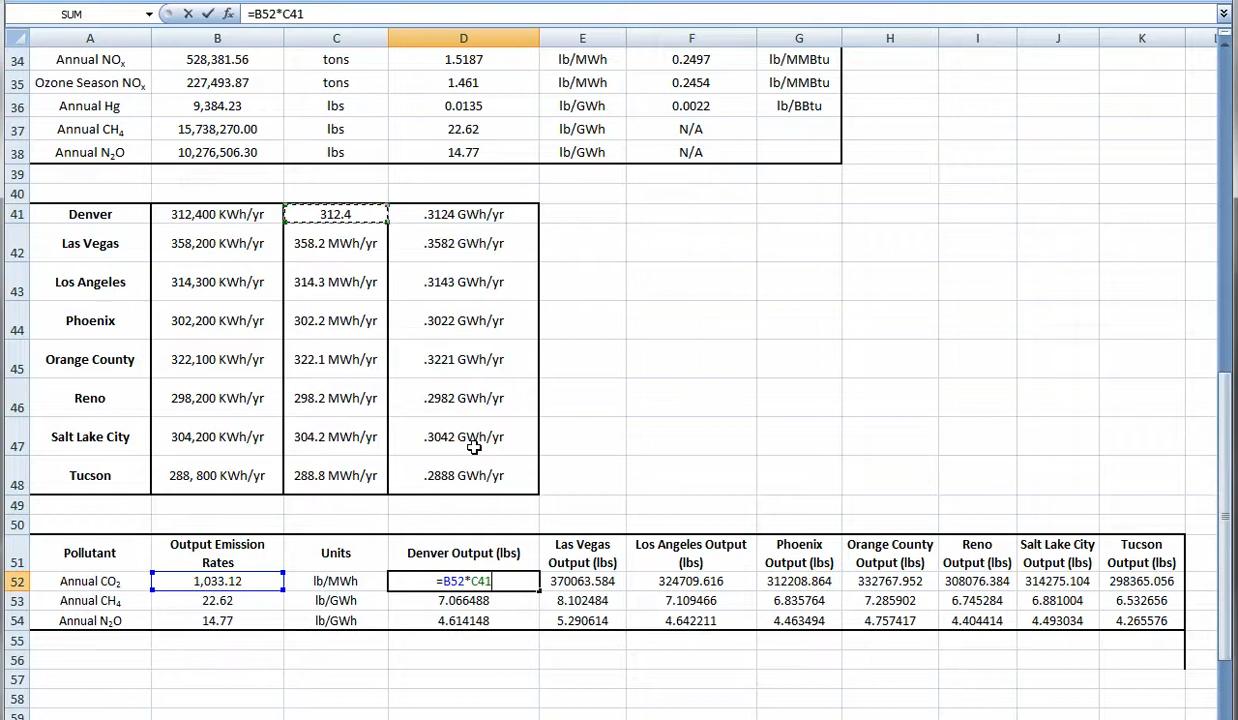 SUM fx =B52*C41
A B C D E F G H I J K
34 Annual NOx 528,381.56 tons 1.5187 lb/MWh 0.2497 lb/MMBtu
35 Ozone Season NOx 227,493.87 tons 1.461 lb/MWh 0.2454 lb/MMBtu
36 Annual Hg 9,384.23 lbs 0.0135 lb/GWh 0.0022 lb/BBtu
37 Annual CH4 15,738,270.00 lbs 22.62 lb/GWh N/A
38 Annual N2O 10,276,506.30 lbs 14.77 lb/GWh N/A
39
40
41 Denver 312,400 KWh/yr 312.4 .3124 GWh/yr
42 Las Vegas 358,200 KWh/yr 358.2 MWh/yr .3582 GWh/yr
43 Los Angeles 314,300 KWh/yr 314.3 MWh/yr .3143 GWh/yr
44 Phoenix 302,200 KWh/yr 302.2 MWh/yr .3022 GWh/yr
45 Orange County 322,100 KWh/yr 322.1 MWh/yr .3221 GWh/yr
46 Reno 298,200 KWh/yr 298.2 MWh/yr .2982 GWh/yr
47 Salt Lake City 304,200 KWh/yr 304.2 MWh/yr .3042 GWh/yr
48 Tucson 288, 800 KWh/yr 288.8 MWh/yr .2888 GWh/yr
49
50
51 Pollutant Output Emission Rates Units Denver Output (lbs) Las Vegas Output (lbs) Los Angeles Output (lbs) Phoenix Output (lbs) Orange County Output (lbs) Reno Output (lbs) Salt Lake City Output (lbs) Tucson Output (lbs)
52 Annual CO2 1,033.12 lb/MWh =B52*C41 370063.584 324709.616 312208.864 332767.952 308076.384 314275.104 298365.056
53 Annual CH4 22.62 lb/GWh 7.066488 8.102484 7.109466 6.835764 7.285902 6.745284 6.881004 6.532656
54 Annual N2O 14.77 lb/GWh 4.614148 5.290614 4.642211 4.463494 4.757417 4.404414 4.493034 4.265576
55
56
57
58
59